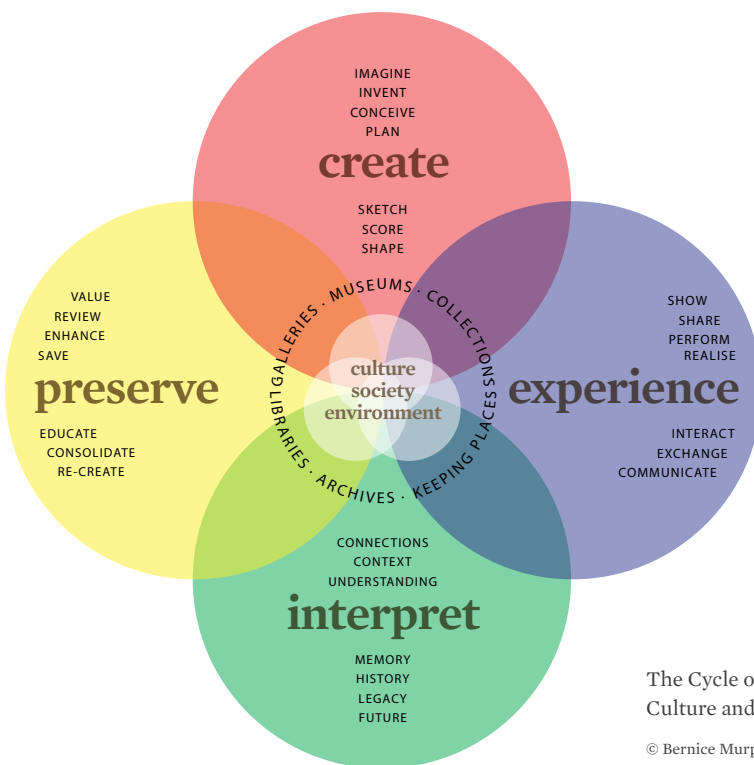 IMAGINE
INVENT
CONCEIVE
PLAN
create
SKETCH
SCORE
SHAPE
VALUE
REVIEW
ENHANCE
SAVE
preserve
EDUCATE
CONSOLIDATE
RE-CREATE
GALLERIES · MUSEUMS · COLLECTIONS
LIBRARIES · ARCHIVES · KEEPING PLACES
culture
society
environment
SHOW
SHARE
PERFORM
REALISE
experience
INTERACT
EXCHANGE
COMMUNICATE
CONNECTIONS
CONTEXT
UNDERSTANDING
interpret
MEMORY
HISTORY
LEGACY
FUTURE
The Cycle
Culture and
© Bernice